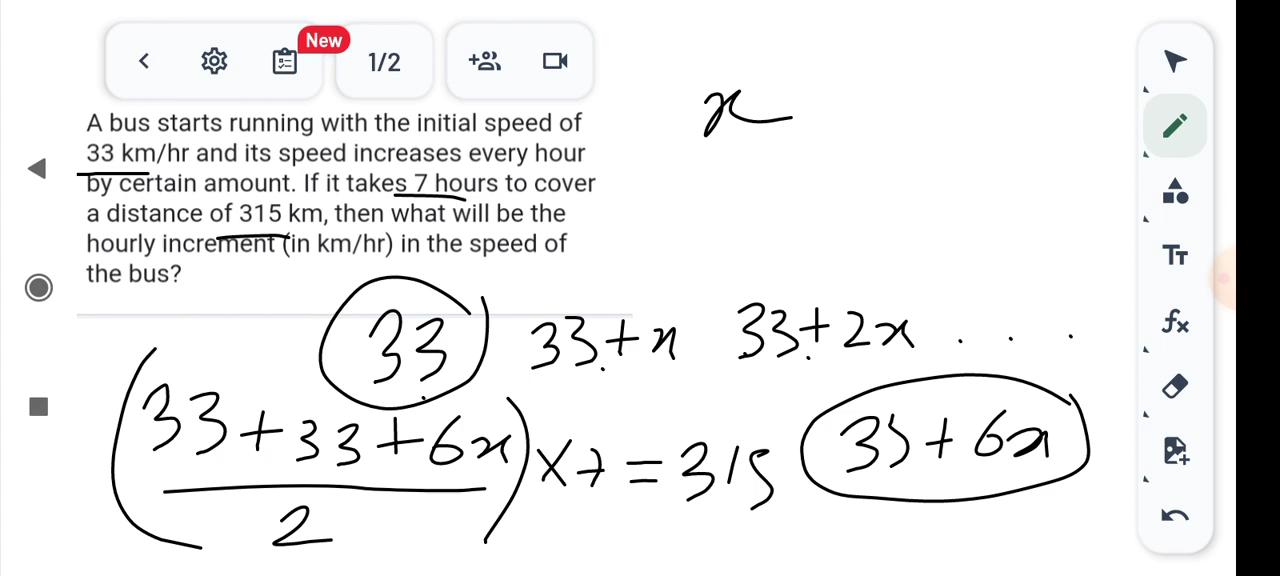 New
1/2
x
A bus starts running with the initial speed of
33 km/hr and its speed increases every hour
by certain amount. If it takes 7 hours to cover
a distance of 315 km, then what will be the
hourly increment (in km/hr) in the speed of
the bus?
Tт
fx
33) 33+x 33+2x . . .
(33+33+6x)/2) x7 = 315 33+6x